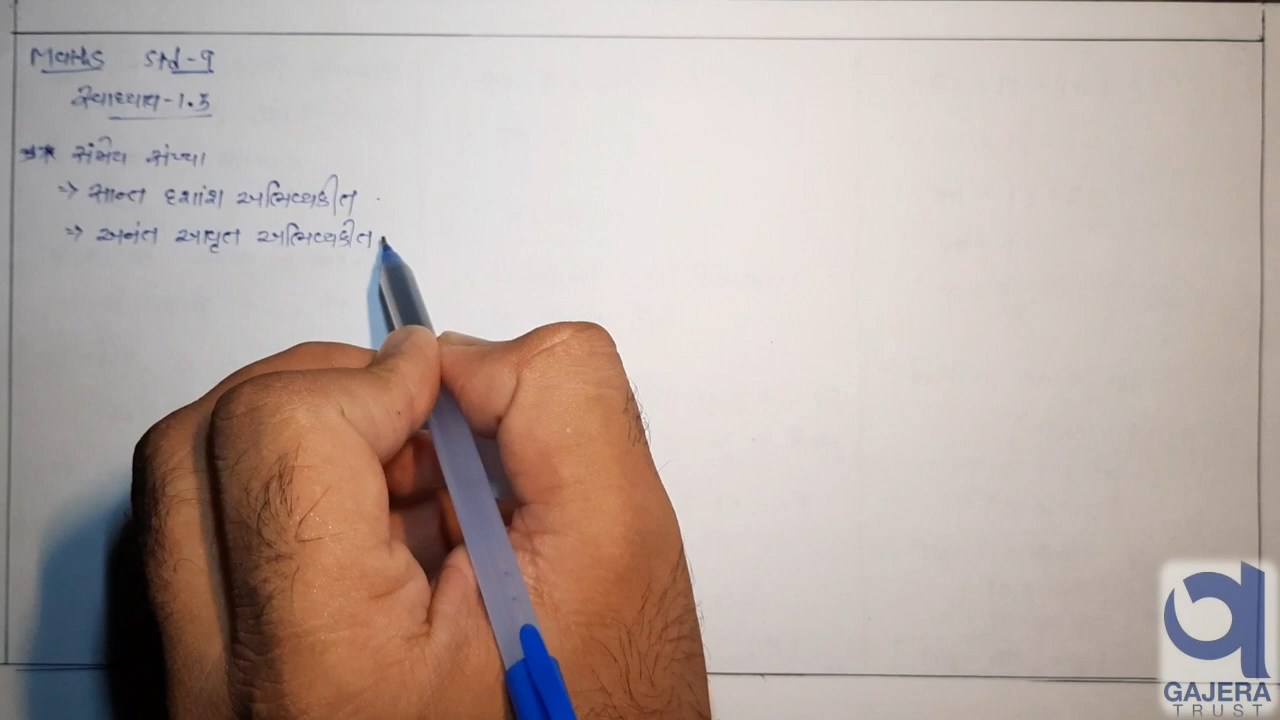 Maths Std-9
સ્વાધ્યાય-1.3
સંમેય સંખ્યા
⇒ સાન્ત દશાંશ અભિવ્યકીત
⇒ અનંત આવૃત અભિવ્યકીત
GAJERA
TRUST